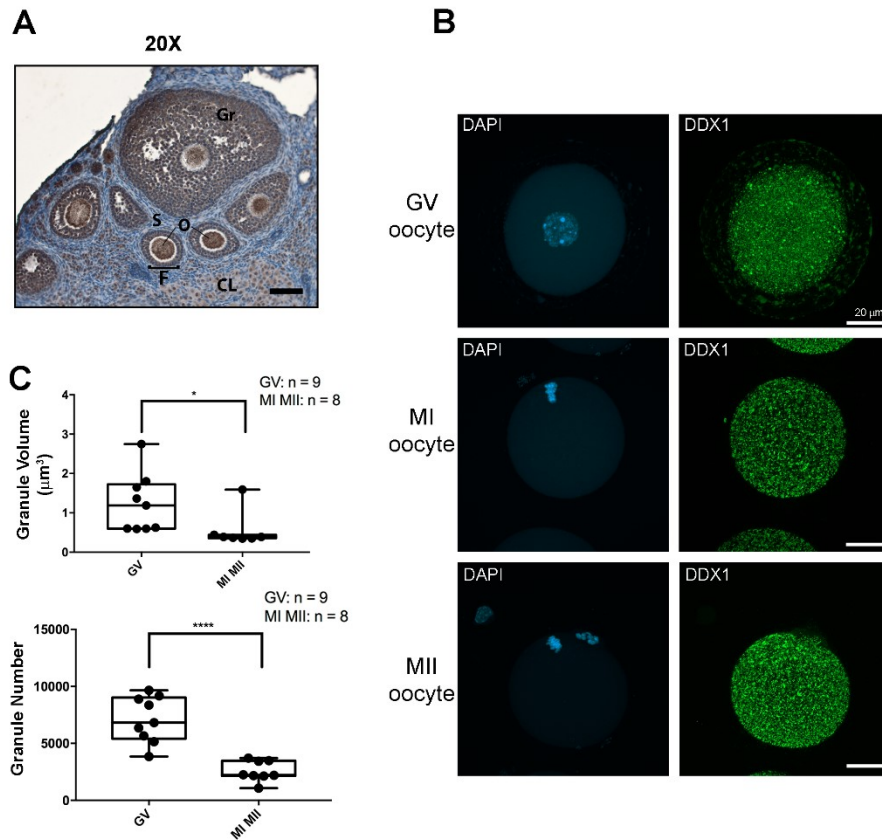 A
20X
Gr
S
O
F
CL
B
DAPI
DDX1
GV
oocyte
20 μm
DAPI
DDX1
MI
oocyte
DAPI
DDX1
MII
oocyte
C
GV: n = 9
MI MII: n = 8
*
Granule Volume
(μm³)
4
3
2
1
0
GV
MI MII
GV: n = 9
MI MII: n = 8
****
Granule Number
15000
10000
5000
0
GV
MI MII